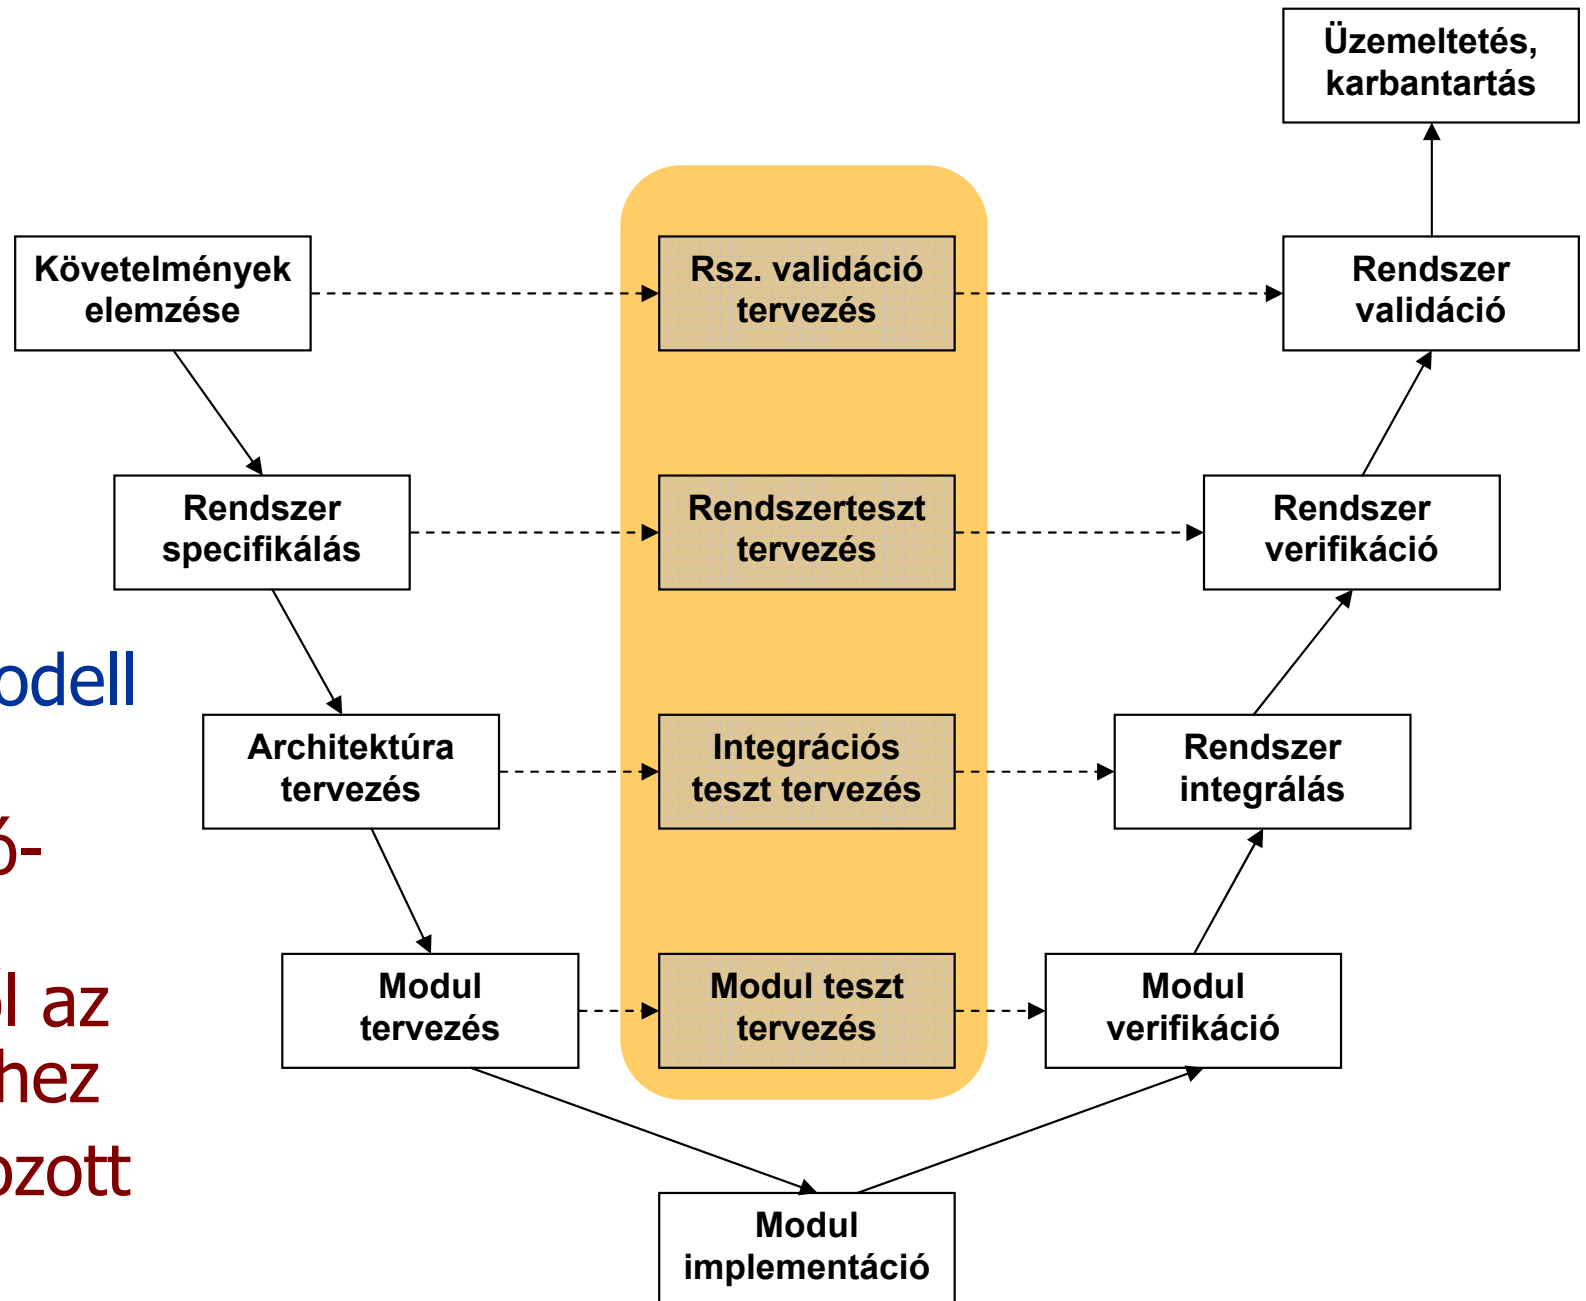 Üzemeltetés,
karbantartás
Követelmények
elemzése
Rsz. validáció
tervezés
Rendszer
validáció
Rendszer
specifikálás
Rendszerteszt
tervezés
Rendszer
verifikáció
odell
Architektúra
tervezés
Integrációs
teszt tervezés
Rendszer
integrálás
ó-
Modul
tervezés
Modul teszt
tervezés
Modul
verifikáció
l az
hez
ozott
Modul
implementáció